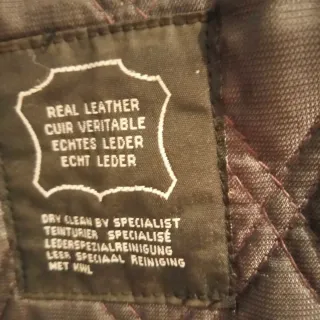 REAL LEATHER
CUIR VERITABLE
ECHTES LEDER
ECHT LEDER
DRY CLEAN BY SPECIALIST
TEINTURIER SPECIALISÉ
LEDERSPEZIALREINIGUNG
LEER SPECIAAL REINIGING
MET KWL